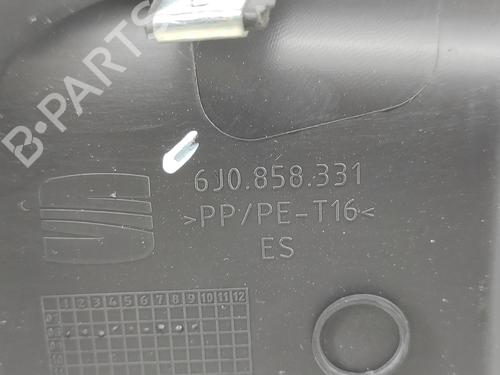 B-PARTS
6J0.858.331
>PP/PE-T16<
ES
1 2 3 4 5 6 7 8 9 10 11 12